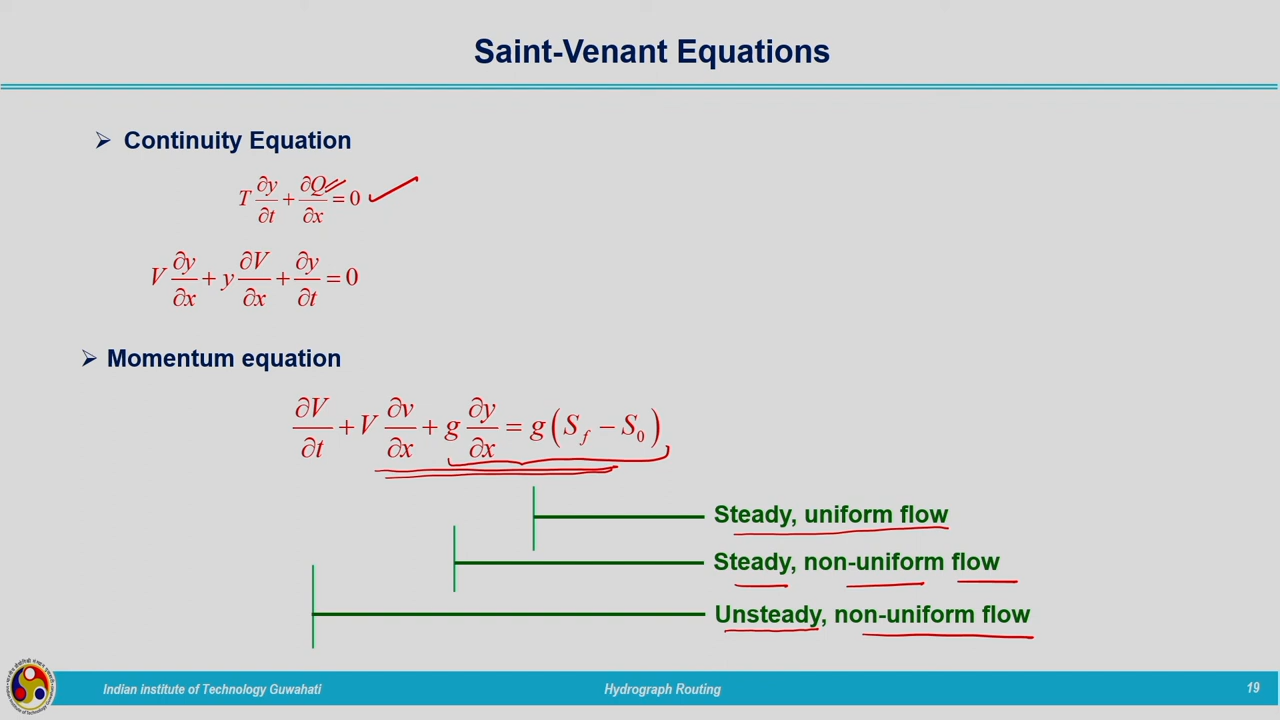 Saint-Venant Equations
➢ Continuity Equation
T ∂y/∂t + ∂Q/∂x = 0
V ∂y/∂x + y ∂V/∂x + ∂y/∂t = 0
➢ Momentum equation
∂V/∂t + V ∂v/∂x + g ∂y/∂x = g(S_f − S_0)
Steady, uniform flow
Steady, non-uniform flow
Unsteady, non-uniform flow
Indian institute of Technology Guwahati
Hydrograph Routing
19